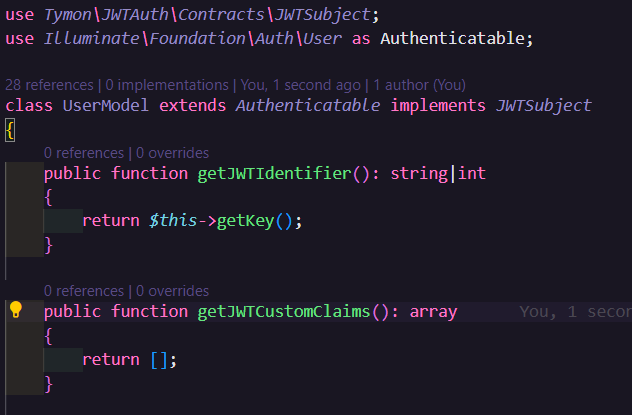 use Tymon\JWTAuth\Contracts\JWTSubject;
use Illuminate\Foundation\Auth\User as Authenticatable;
28 references | 0 implementations | You, 1 second ago | 1 author (You)
class UserModel extends Authenticatable implements JWTSubject
{
0 references | 0 overrides
public function getJWTIdentifier(): string|int
{
return $this->getKey();
}
0 references | 0 overrides
public function getJWTCustomClaims(): array You, 1 secon
{
return [];
}